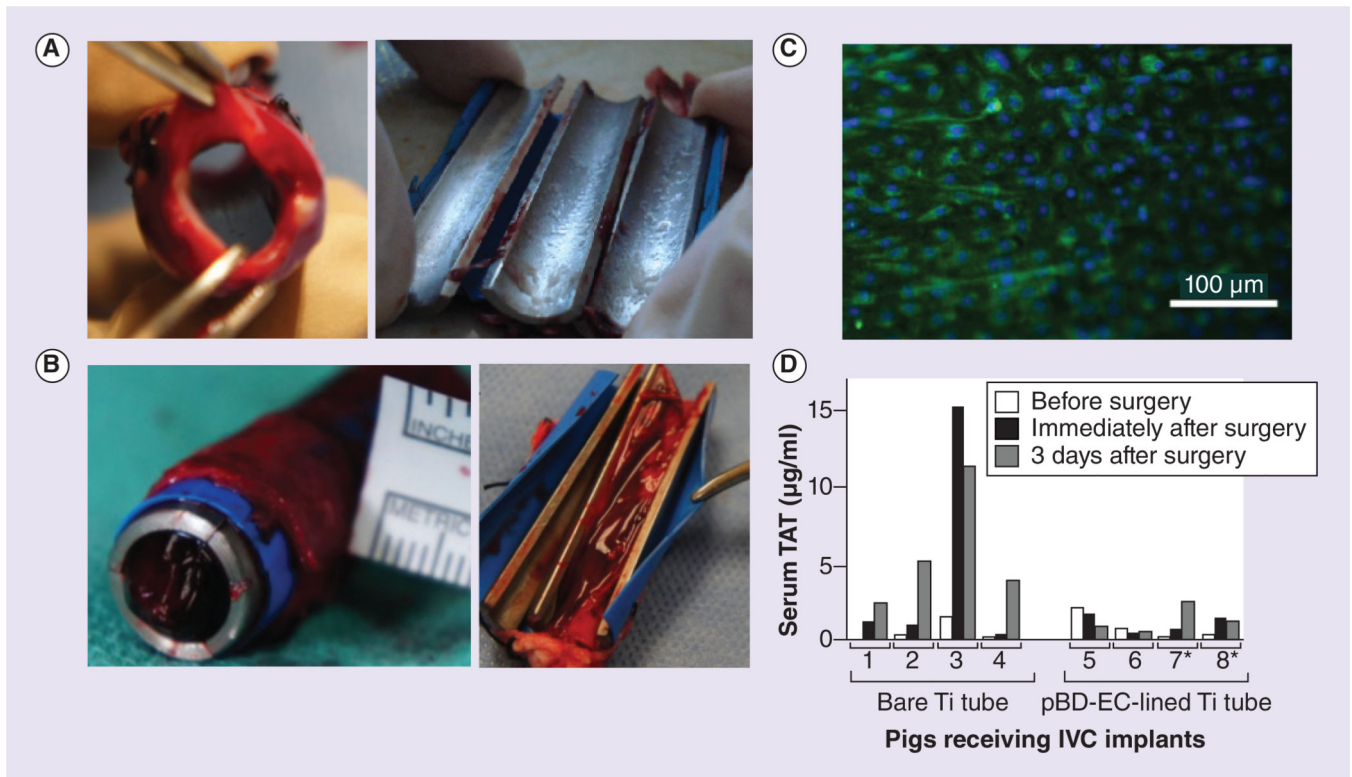 A
B
INCHE
METRIC
C
100 µm
D
Serum TAT (µg/ml)
15
10
5
0
Before surgery
Immediately after surgery
3 days after surgery
1 2 3 4 5 6 7* 8*
Bare Ti tube pBD-EC-lined Ti tube
Pigs receiving IVC implants